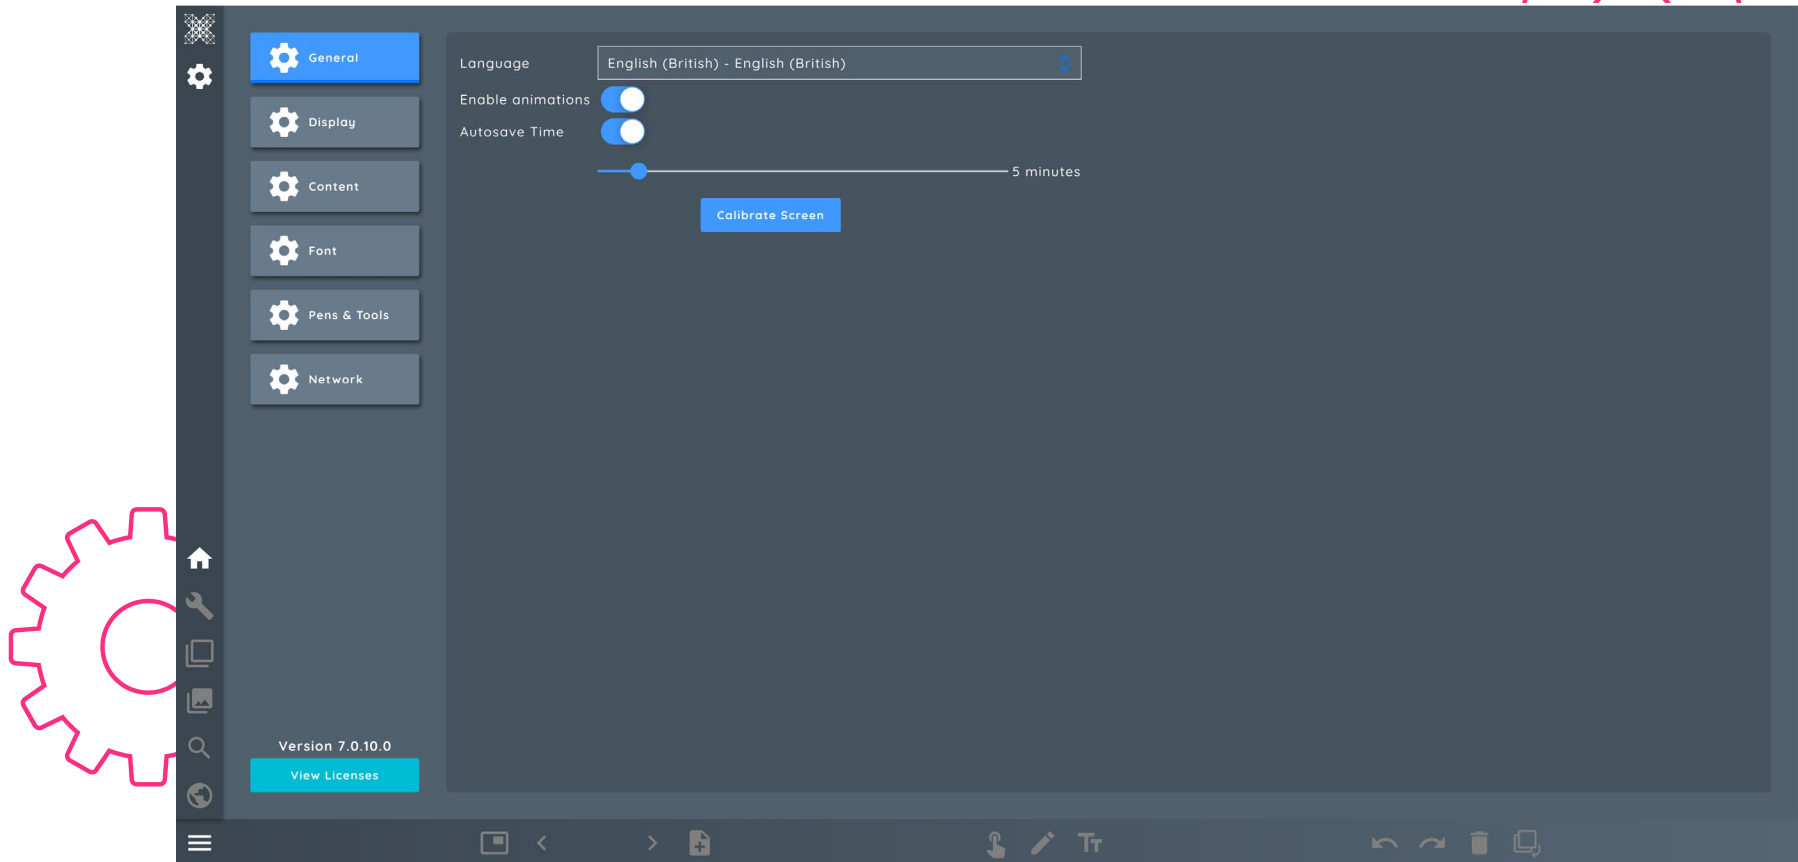 General
Display
Content
Font
Pens & Tools
Network
Language English (British) - English (British)
Enable animations
Autosave Time
5 minutes
Calibrate Screen
Version 7.0.10.0
View Licenses
Tt